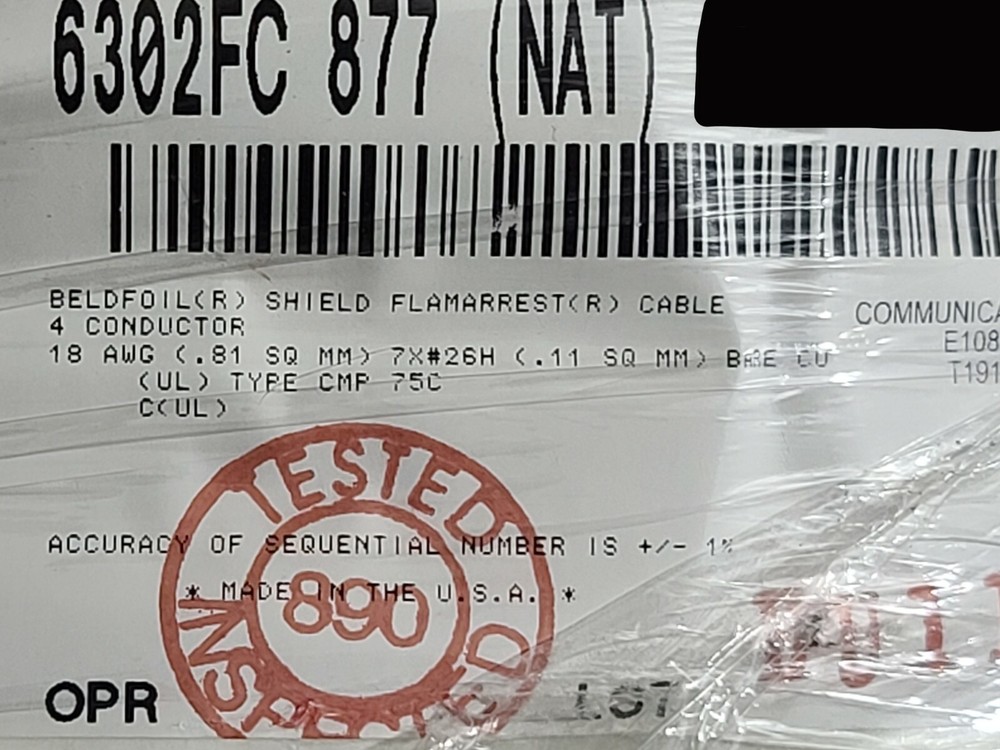 6302FC 877 (NAT)
BELDFOIL(R) SHIELD FLAMARREST(R) CABLE
4 CONDUCTOR
18 AWG (.81 SQ MM) 7X#26H (.11 SQ MM) BARE CU
(UL) TYPE CMP 75C
C(UL)
COMMUNICA
E108
T191
TESTED
890
ACCURACY OF SEQUENTIAL NUMBER IS +/- 1%
* MADE IN THE U.S.A. *
OPR
LOT